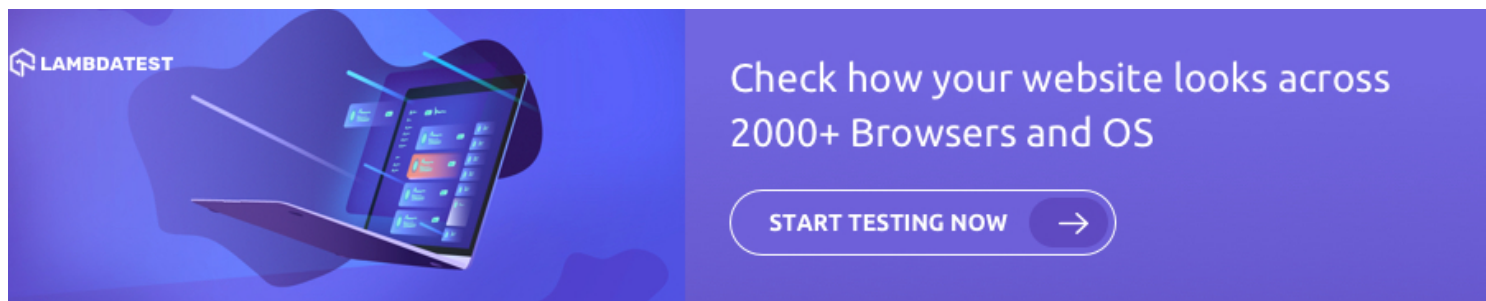 LAMBDATEST
Check how your website looks across
2000+ Browsers and OS
START TESTING NOW